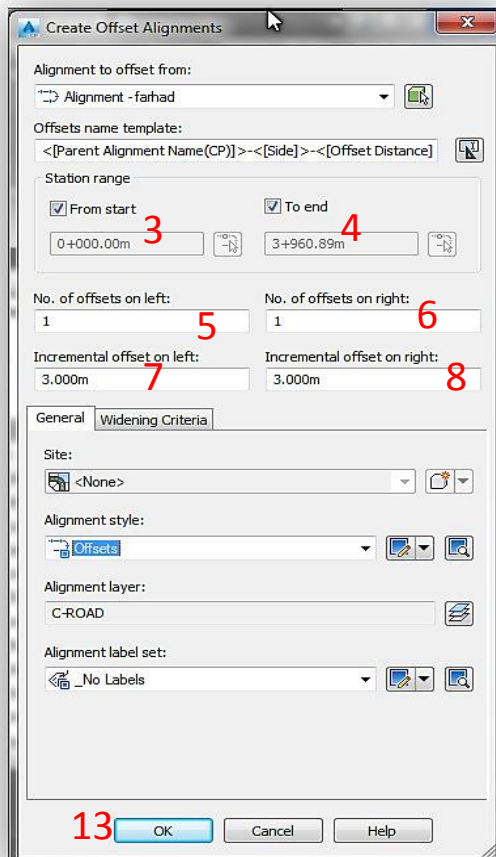 Create Offset Alignments
Alignment to offset from:
Alignment - farhad
Offsets name template:
<[Parent Alignment Name(CP)]>-<[Side]>-<[Offset Distance]
Station range
From start To end
3 4
0+000.00m 3+960.89m
No. of offsets on left: No. of offsets on right:
1 5 1 6
Incremental offset on left: Incremental offset on right:
3.000m 7 3.000m 8
General Widening Criteria
Site:
<None>
Alignment style:
Offsets
Alignment layer:
C-ROAD
Alignment label set:
_No Labels
13 OK Cancel Help